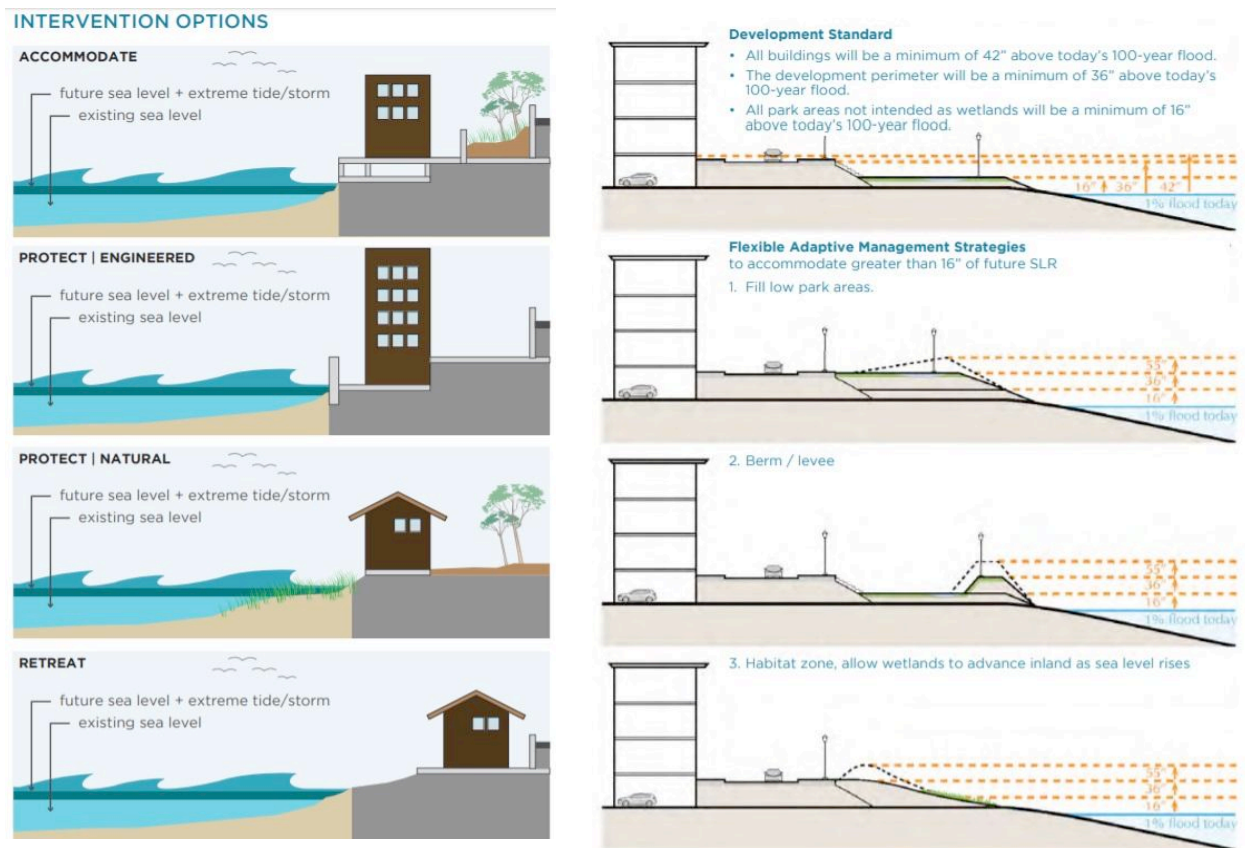 INTERVENTION OPTIONS
ACCOMMODATE
future sea level + extreme tide/storm
existing sea level
PROTECT | ENGINEERED
future sea level + extreme tide/storm
existing sea level
PROTECT | NATURAL
future sea level + extreme tide/storm
existing sea level
RETREAT
future sea level + extreme tide/storm
existing sea level
Development Standard
• All buildings will be a minimum of 42" above today's 100-year flood.
• The development perimeter will be a minimum of 36" above today's
100-year flood.
• All park areas not intended as wetlands will be a minimum of 16"
above today's 100-year flood.
16" 36" 42"
1% flood today
Flexible Adaptive Management Strategies
to accommodate greater than 16" of future SLR
1. Fill low park areas.
55"
36"
16"
1% flood today
2. Berm / levee
55"
36"
16"
1% flood today
3. Habitat zone, allow wetlands to advance inland as sea level rises
55"
36"
16"
1% flood today